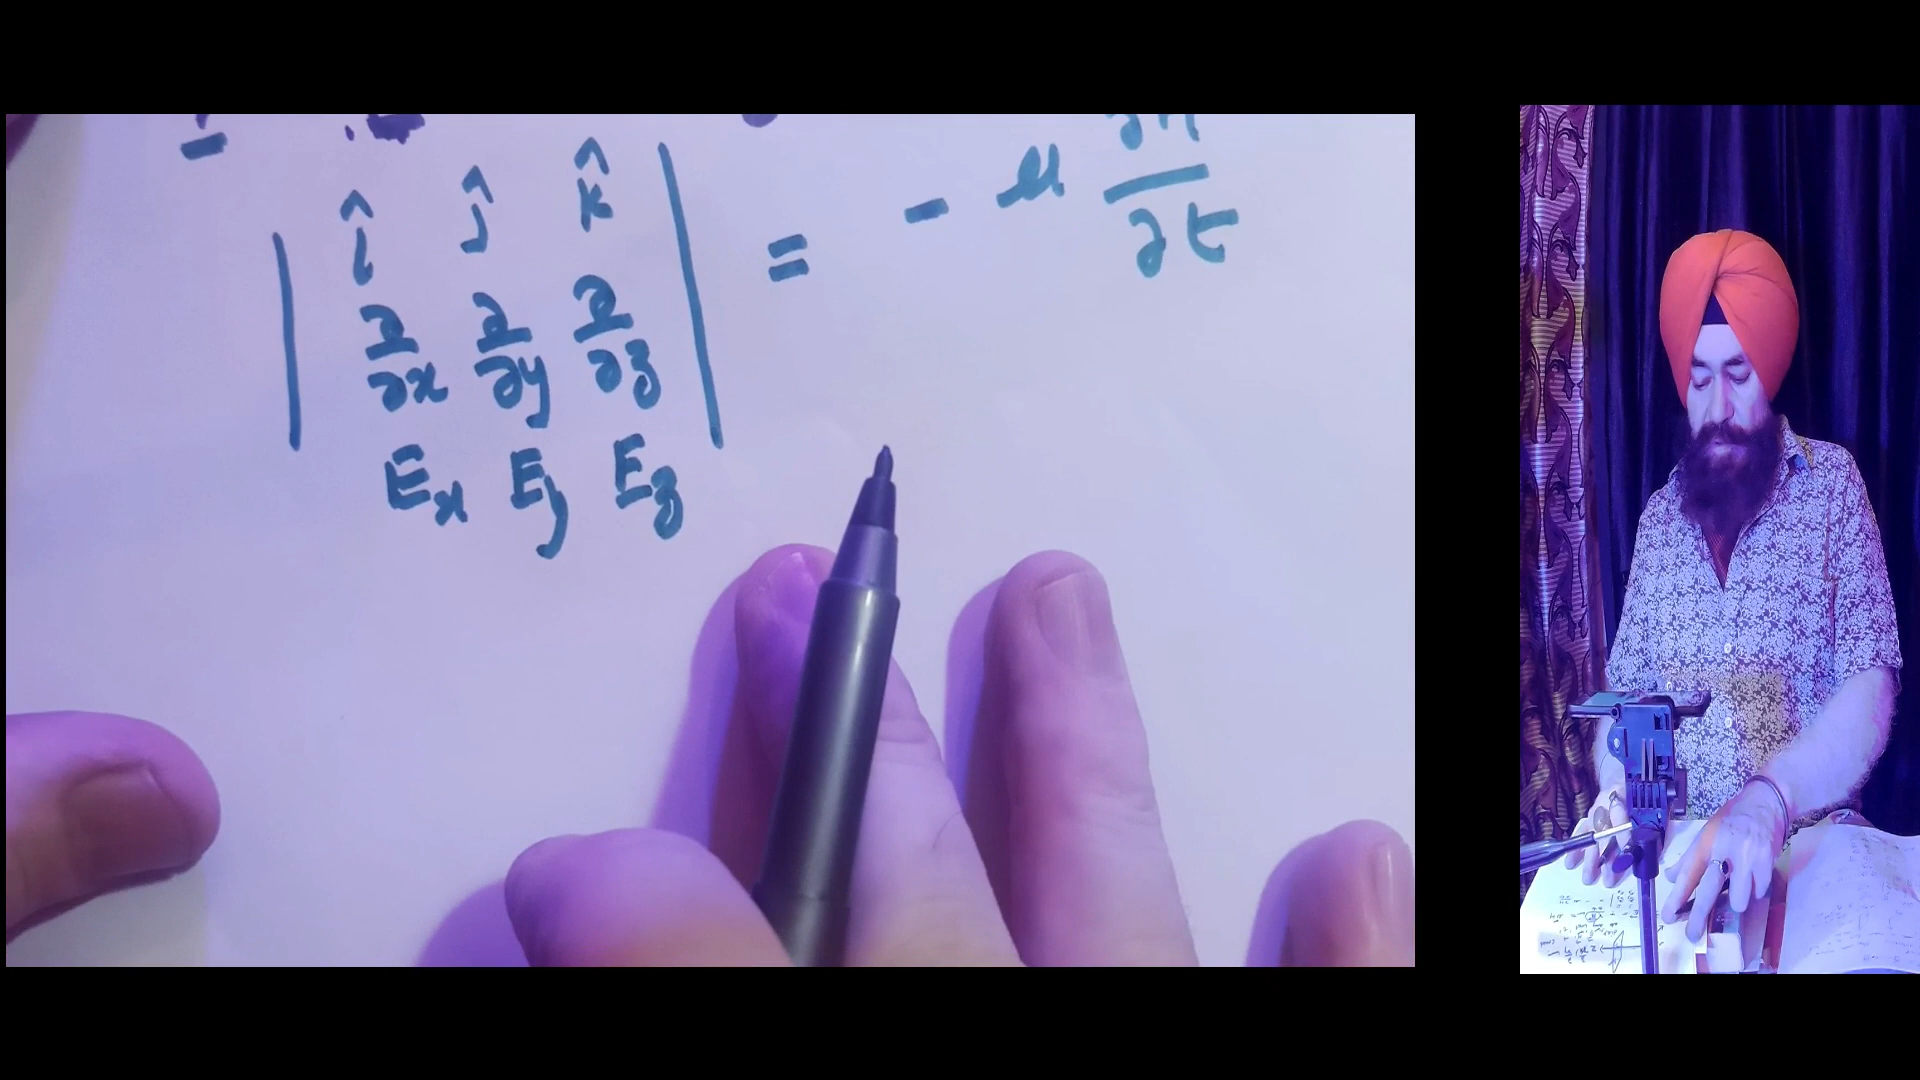 | î ĵ k̂ | = - μ ∂H/∂t
∂/∂x ∂/∂y ∂/∂z
Ex Ey Ez